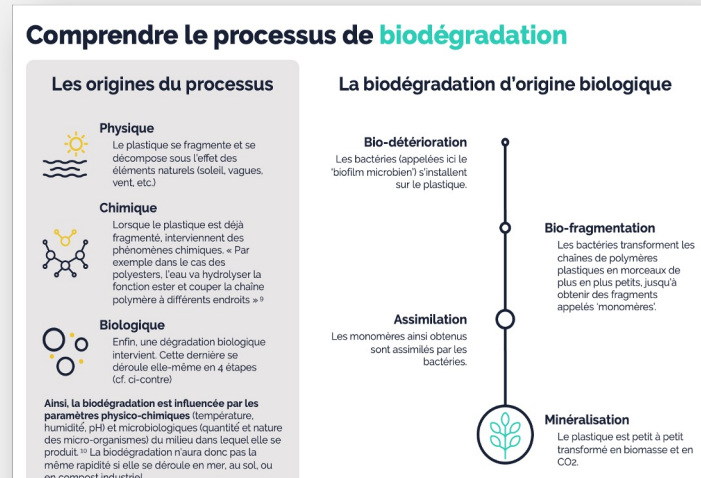 Comprendre le processus de biodégradation
Les origines du processus
Physique
Le plastique se fragmente et se
décompose sous l'effet des
éléments naturels (soleil, vagues,
vent, etc.)
Chimique
Lorsque le plastique est déjà
fragmenté, interviennent des
phénomènes chimiques. « Par
exemple dans le cas des
polyesters, l'eau va hydrolyser la
fonction ester et couper la chaîne
polymère à différents endroits » 9
Biologique
Enfin, une dégradation biologique
intervient. Cette dernière se
déroule elle-même en 4 étapes
(cf. ci-contre)
Ainsi, la biodégradation est influencée par les
paramètres physico-chimiques (température,
humidité, pH) et microbiologiques (quantité et nature
des micro-organismes) du milieu dans lequel elle se
produit. 10 La biodégradation n'aura donc pas la
même rapidité si elle se déroule en mer, au sol, ou
en compost industriel
La biodégradation d'origine biologique
Bio-détérioration
Les bactéries (appelées ici le
'biofilm microbien') s'installent
sur le plastique.
Bio-fragmentation
Les bactéries transforment les
chaînes de polymères
plastiques en morceaux de
plus en plus petits, jusqu'à
obtenir des fragments
appelés 'monomères'.
Assimilation
Les monomères ainsi obtenus
sont assimilés par les
bactéries.
Minéralisation
Le plastique est petit à petit
transformé en biomasse et en
CO2.